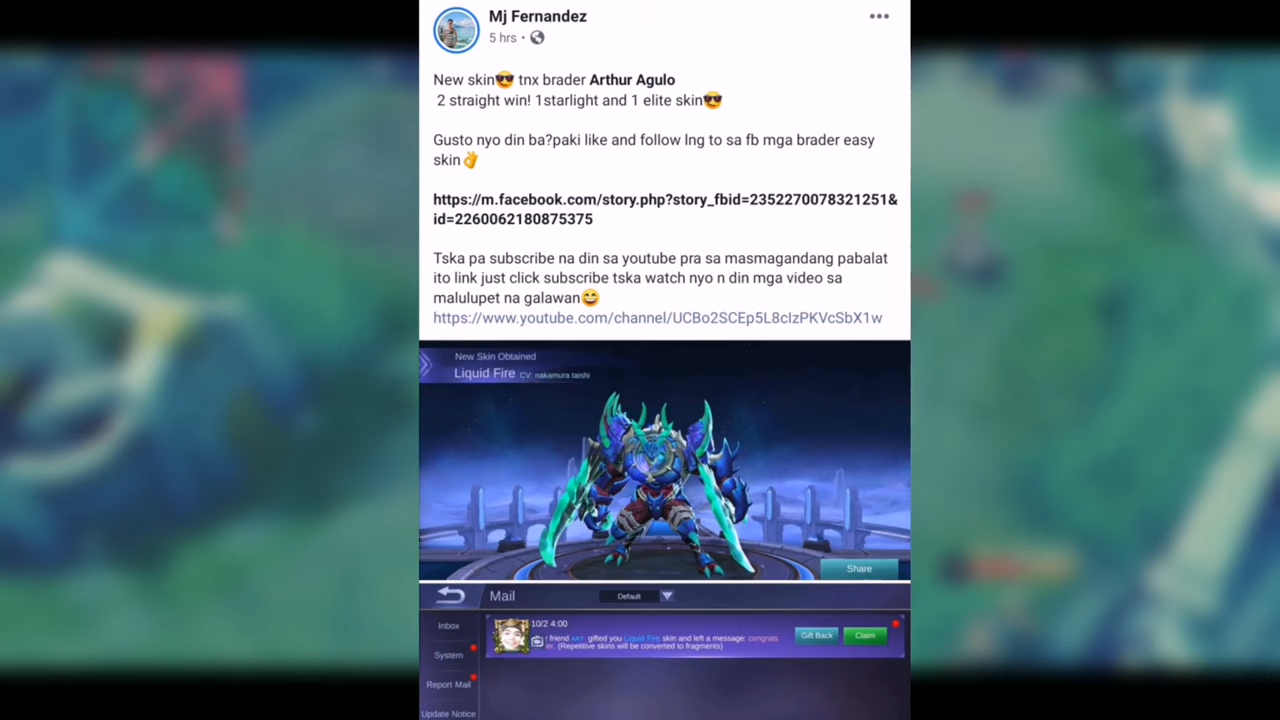 Mj Fernandez
5 hrs •
New skin😎 tnx brader Arthur Agulo
2 straight win! 1starlight and 1 elite skin😎
Gusto nyo din ba?paki like and follow lng to sa fb mga brader easy
skin👌
https://m.facebook.com/story.php?story_fbid=2352270078321251&
id=2260062180875375
Tska pa subscribe na din sa youtube pra sa masmagandang pabalat
ito link just click subscribe tska watch nyo n din mga video sa
malulupet na galawan😄
https://www.youtube.com/channel/UCBo2SCEp5L8cIzPKVcSbX1w
New Skin Obtained
Liquid Fire CV: nakamura taishi
Share
Mail
Default
Inbox
System
Report Mail
Update Notice
10/2 4:00
friend ART gifted you Liquid Fire skin and left a message: congrats
er. (Repetitive skins will be converted to fragments)
Gift Back
Claim